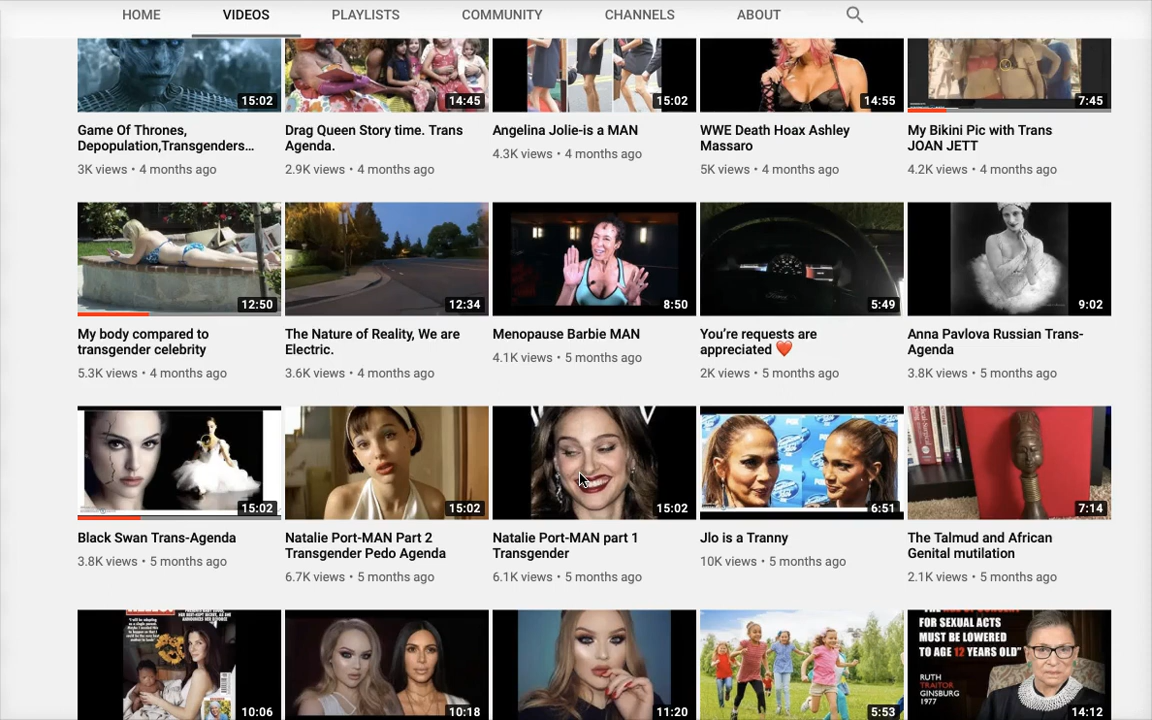 HOME VIDEOS PLAYLISTS COMMUNITY CHANNELS ABOUT
15:02 14:45 15:02 14:55 7:45
Game Of Thrones,
Depopulation,Transgenders…
3K views • 4 months ago
Drag Queen Story time. Trans
Agenda.
2.9K views • 4 months ago
Angelina Jolie-is a MAN
4.3K views • 4 months ago
WWE Death Hoax Ashley
Massaro
5K views • 4 months ago
My Bikini Pic with Trans
JOAN JETT
4.2K views • 4 months ago
12:50 12:34 8:50 5:49 9:02
My body compared to
transgender celebrity
5.3K views • 4 months ago
The Nature of Reality, We are
Electric.
3.6K views • 4 months ago
Menopause Barbie MAN
4.1K views • 5 months ago
You're requests are
appreciated ❤️
2K views • 5 months ago
Anna Pavlova Russian Trans-
Agenda
3.8K views • 5 months ago
15:02 15:02 15:02 6:51 7:14
Black Swan Trans-Agenda
3.8K views • 5 months ago
Natalie Port-MAN Part 2
Transgender Pedo Agenda
6.7K views • 5 months ago
Natalie Port-MAN part 1
Transgender
6.1K views • 5 months ago
Jlo is a Tranny
10K views • 5 months ago
The Talmud and African
Genital mutilation
2.1K views • 5 months ago
10:06 10:18 11:20 5:53
FOR SEXUAL ACTS
MUST BE LOWERED
TO AGE 12 YEARS OLD"
RUTH
TRAITOR
GINSBURG
1977
14:12